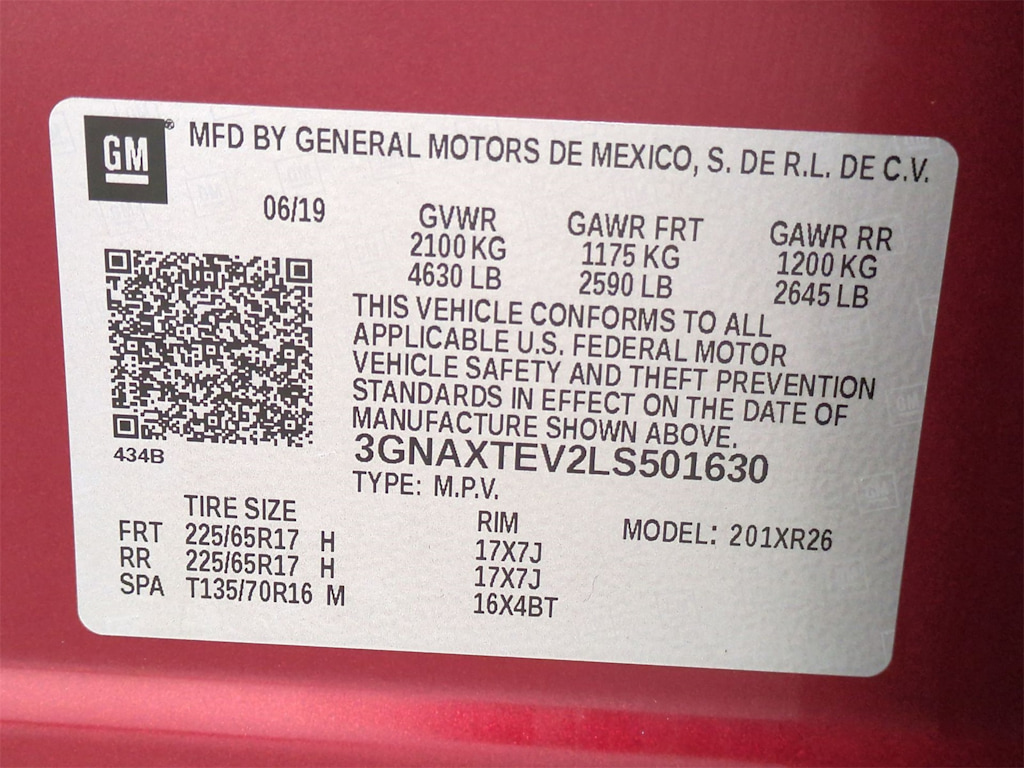 GM® MFD BY GENERAL MOTORS DE MEXICO, S. DE R.L. DE C.V.
06/19 GVWR GAWR FRT GAWR RR
2100 KG 1175 KG 1200 KG
4630 LB 2590 LB 2645 LB
THIS VEHICLE CONFORMS TO ALL
APPLICABLE U.S. FEDERAL MOTOR
VEHICLE SAFETY AND THEFT PREVENTION
STANDARDS IN EFFECT ON THE DATE OF
MANUFACTURE SHOWN ABOVE.
434B
3GNAXTEV2LS501630
TYPE: M.P.V.
TIRE SIZE RIM MODEL: 201XR26
FRT 225/65R17 H 17X7J
RR 225/65R17 H 17X7J
SPA T135/70R16 M 16X4BT